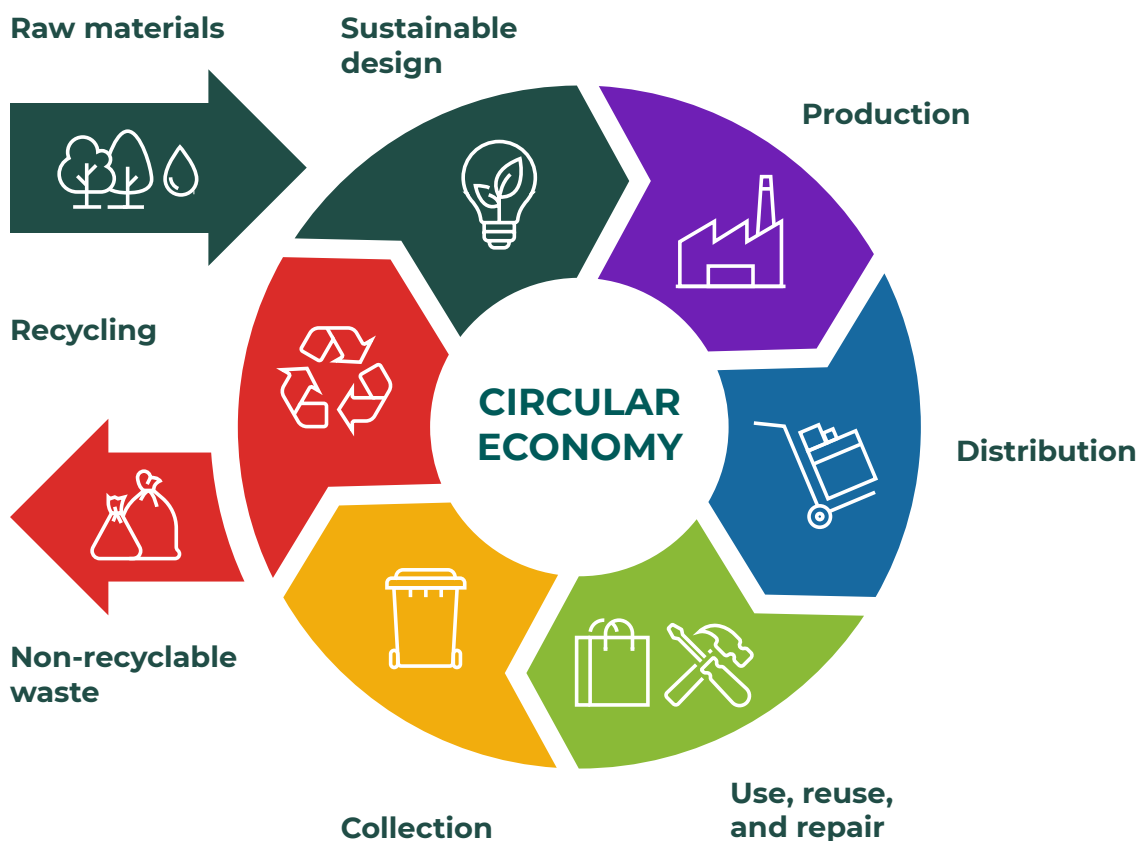 Raw materials
Sustainable
design
Production
Recycling
CIRCULAR
ECONOMY
Distribution
Non-recyclable
waste
Use, reuse,
and repair
Collection